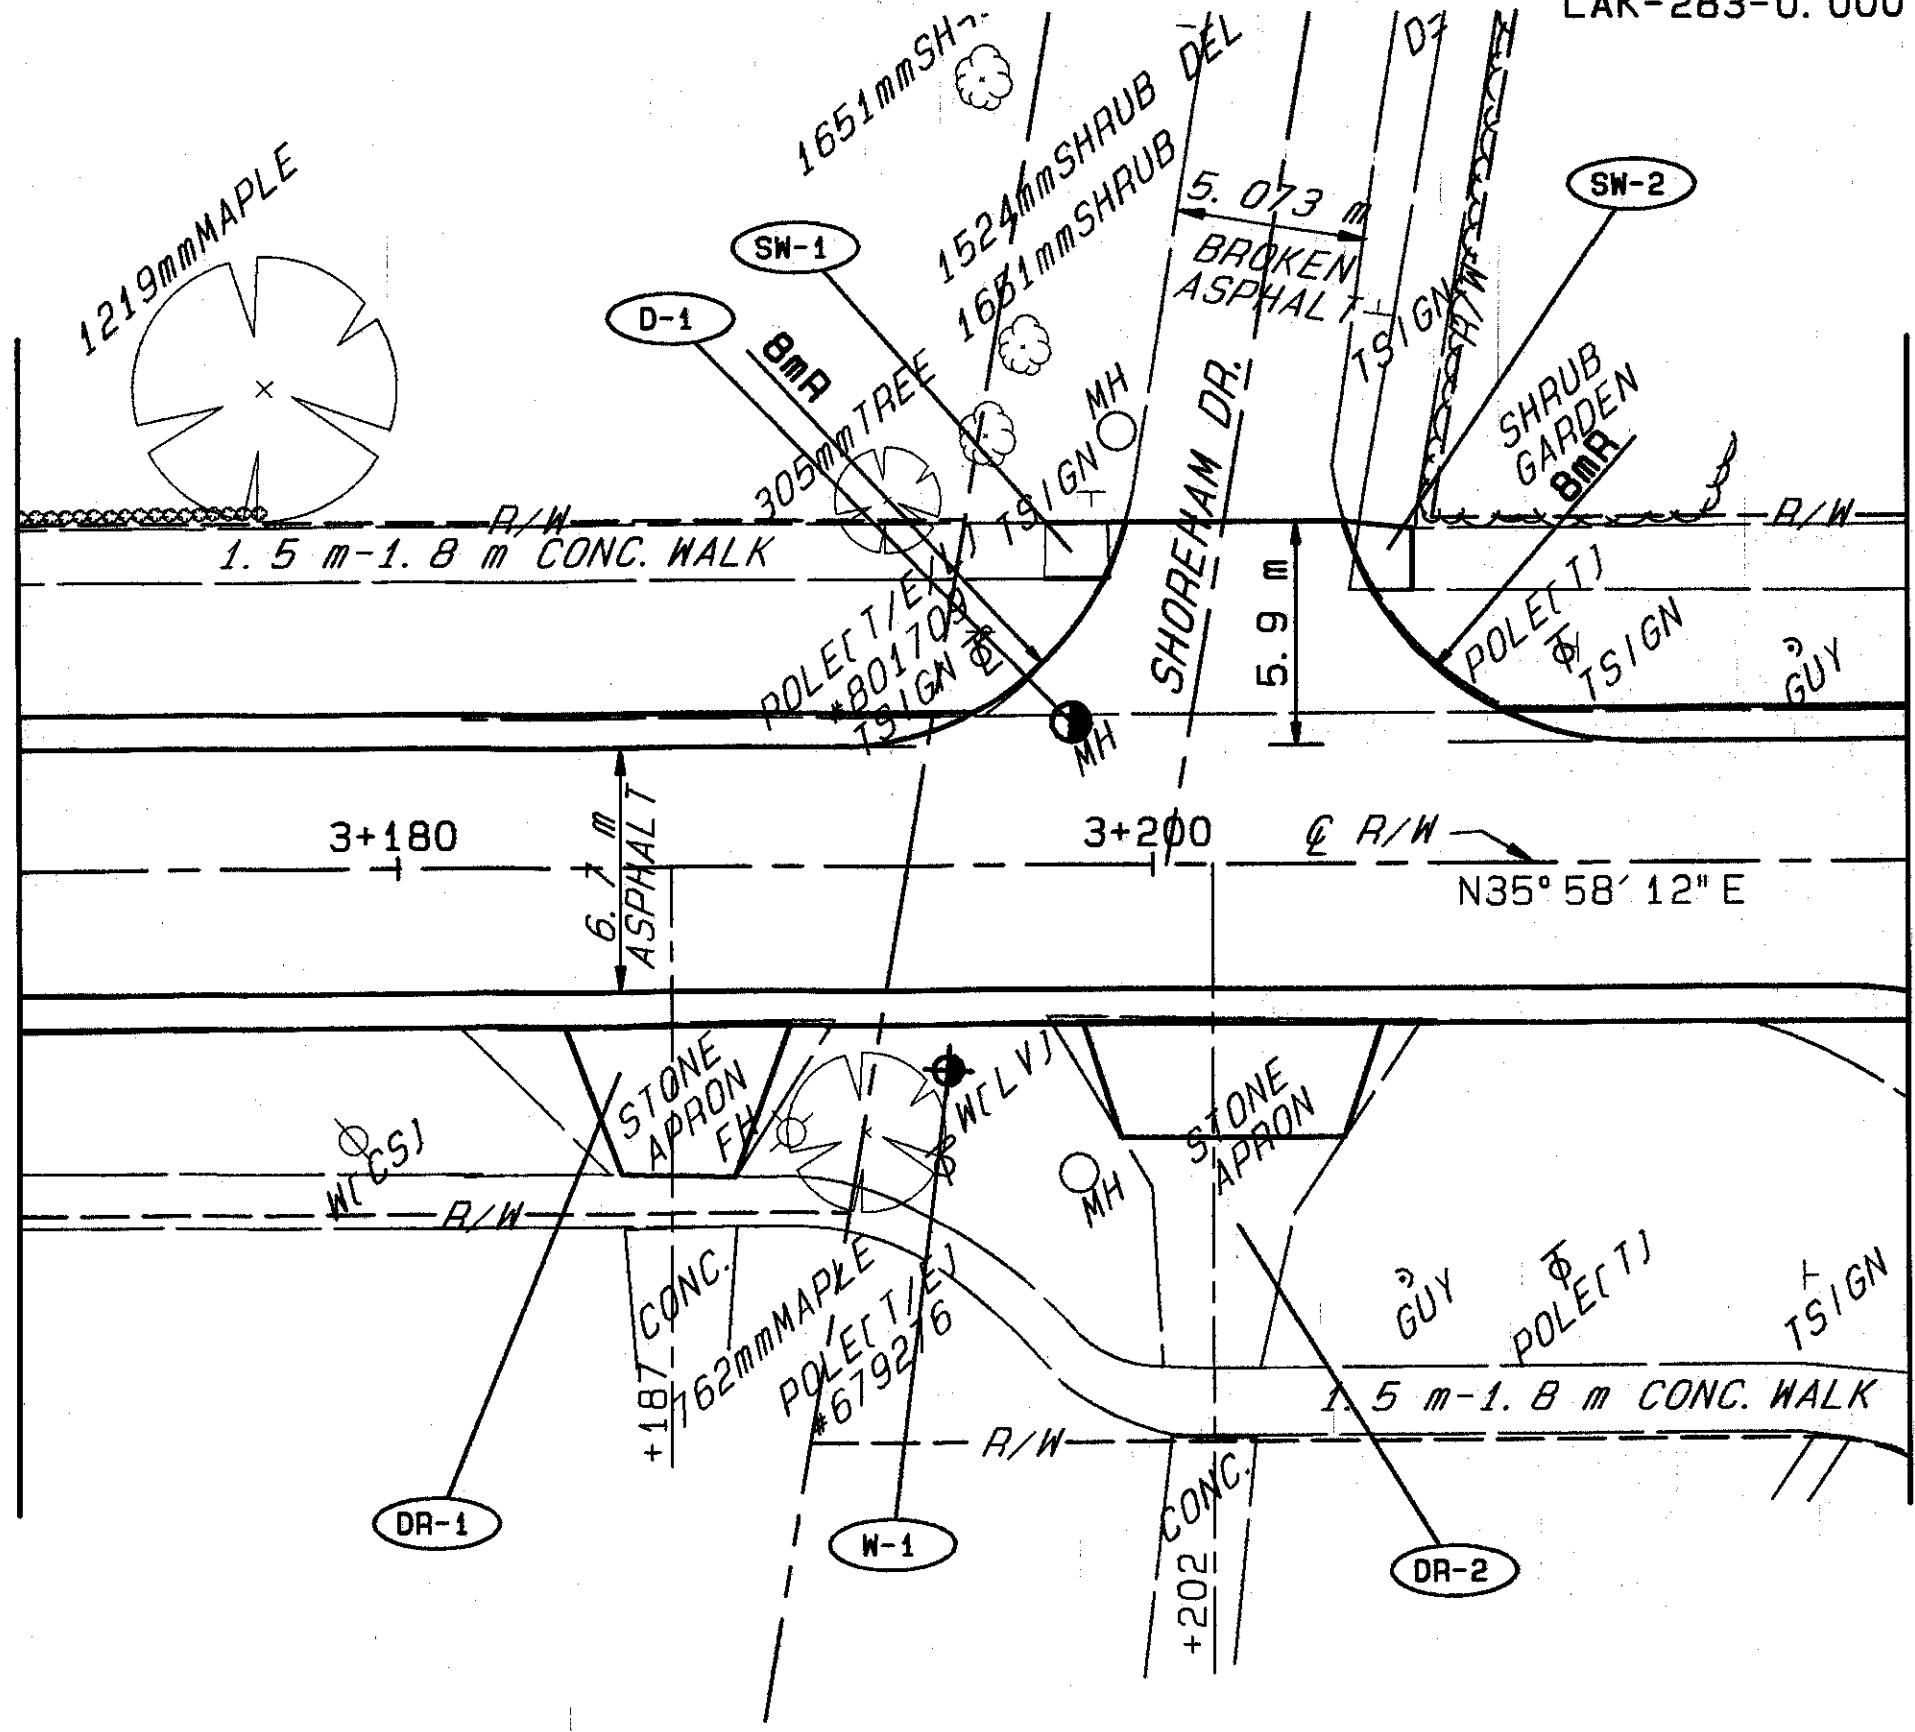 LAK-283-0.000
1651mmSH
1524mmSHRUB DEL
1651mmSHRUB
1219mmMAPLE
SW-1
SW-2
D-1
5.073 m
BROKEN
ASPHALT
TSIGN
R/W
8mR
305mmTREE
MH
TSIGN
SHOREHAM DR.
SHRUB
GARDEN
8mR
R/W
R/W
1.5 m-1.8 m CONC. WALK
POLE[T/E/L]
*801709
TSIGN
MH
5.9 m
POLE[T]
TSIGN
GUY
6.7 m
ASPHALT
3+180
3+200
℄ R/W
N35°58'12"E
STONE
APRON
FH
W[LV]
STONE
APRON
W[CS]
R/W
MH
CONC.
+187
762mmMAPLE
POLE[T/E]
*679276
GUY
POLE[T]
TSIGN
1.5 m-1.8 m CONC. WALK
R/W
CONC.
+202
DR-1
W-1
DR-2